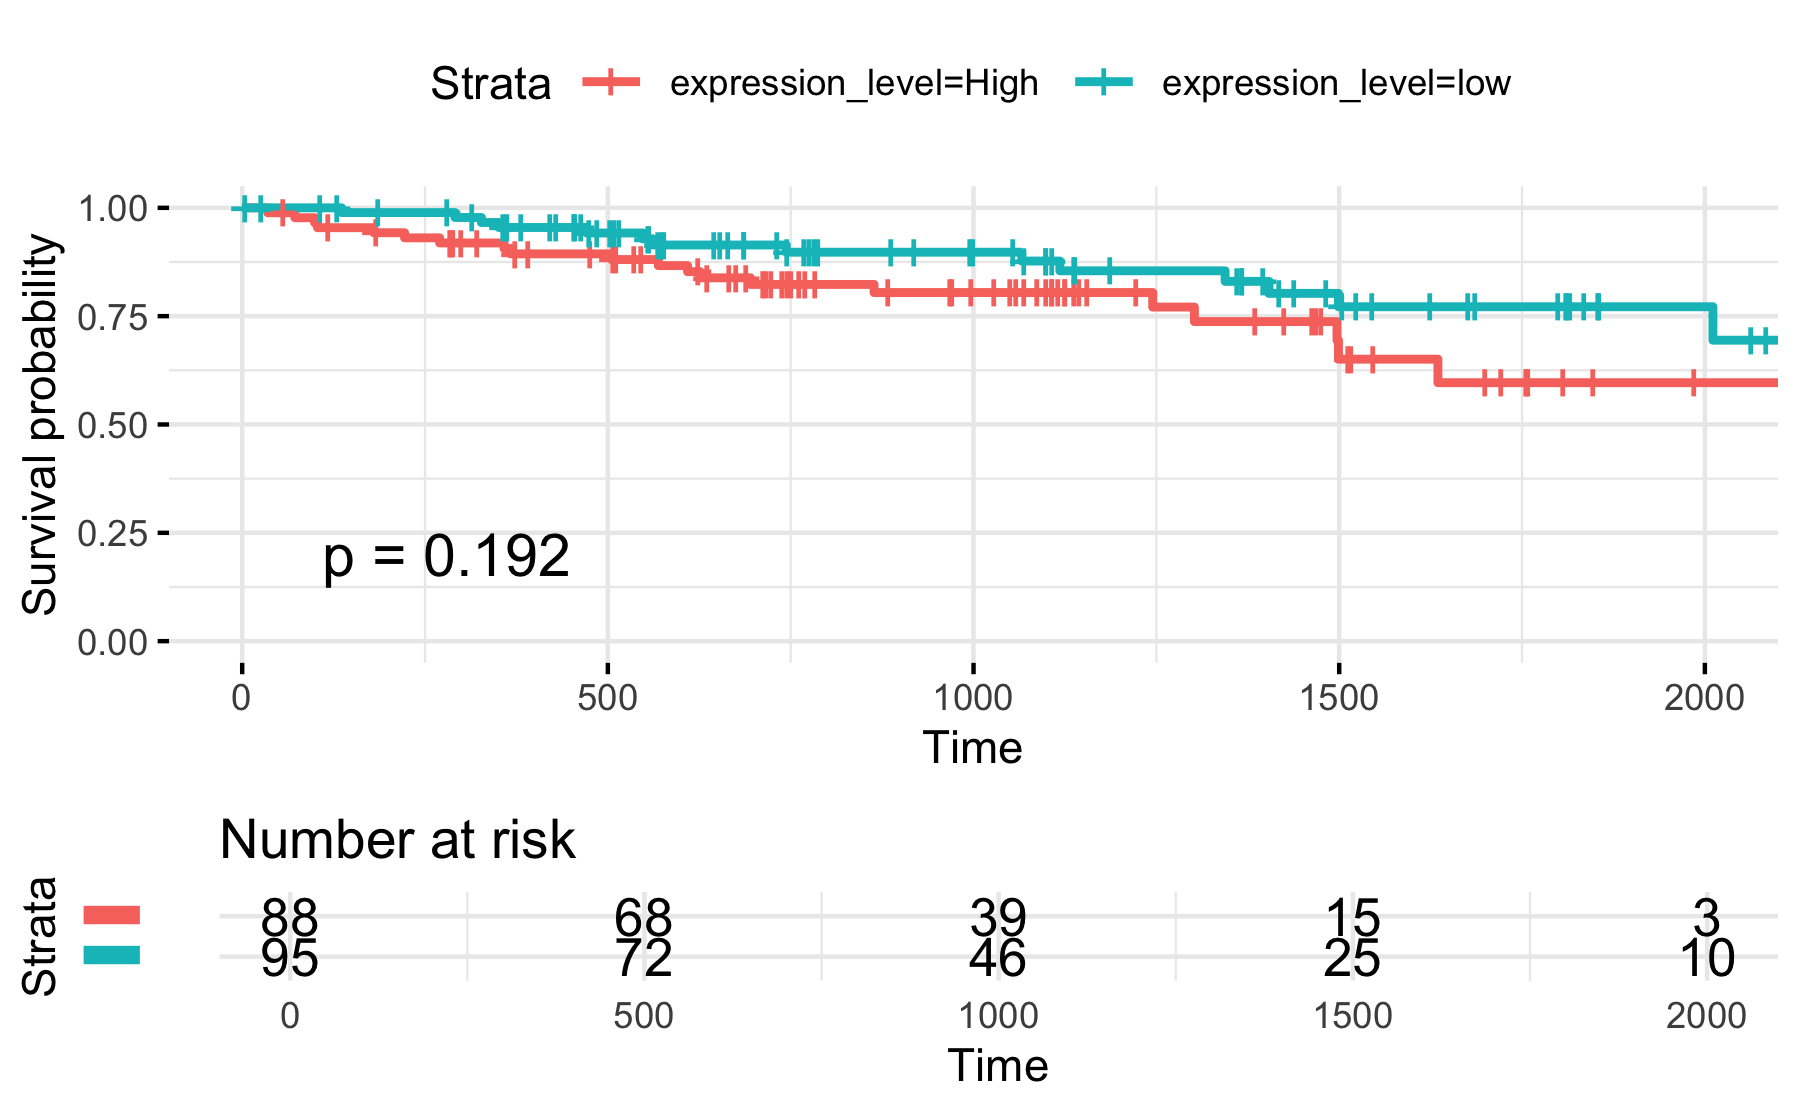 Strata expression_level=High expression_level=low
Survival probability
1.00
0.75
0.50
0.25
0.00
p = 0.192
0 500 1000 1500 2000
Time
Number at risk
Strata
88 68 39 15 3
95 72 46 25 10
0 500 1000 1500 2000
Time